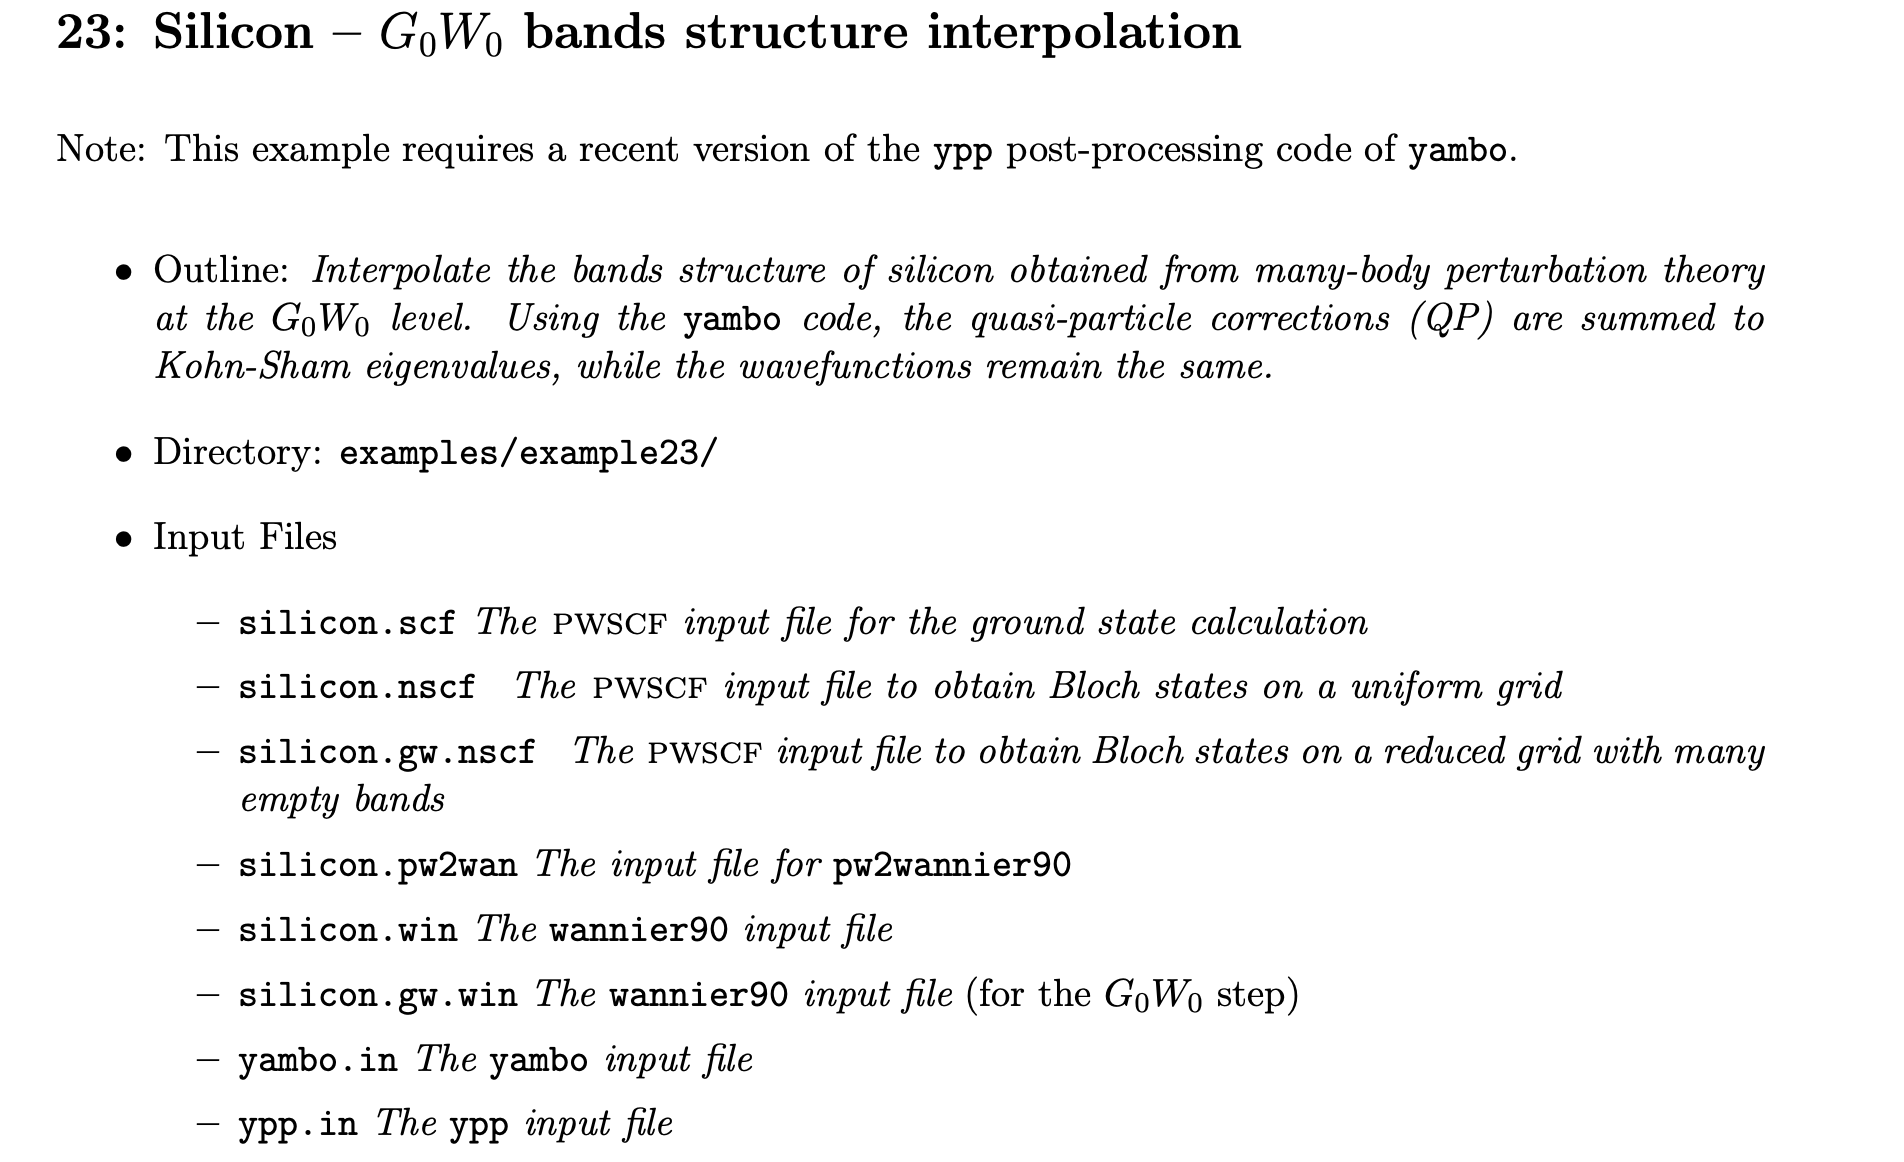 23: Silicon – G₀W₀ bands structure interpolation
Note: This example requires a recent version of the ypp post-processing code of yambo.
• Outline: Interpolate the bands structure of silicon obtained from many-body perturbation theory
at the G₀W₀ level. Using the yambo code, the quasi-particle corrections (QP) are summed to
Kohn-Sham eigenvalues, while the wavefunctions remain the same.
• Directory: examples/example23/
• Input Files
– silicon.scf The PWSCF input file for the ground state calculation
– silicon.nscf The PWSCF input file to obtain Bloch states on a uniform grid
– silicon.gw.nscf The PWSCF input file to obtain Bloch states on a reduced grid with many
empty bands
– silicon.pw2wan The input file for pw2wannier90
– silicon.win The wannier90 input file
– silicon.gw.win The wannier90 input file (for the G₀W₀ step)
– yambo.in The yambo input file
– ypp.in The ypp input file